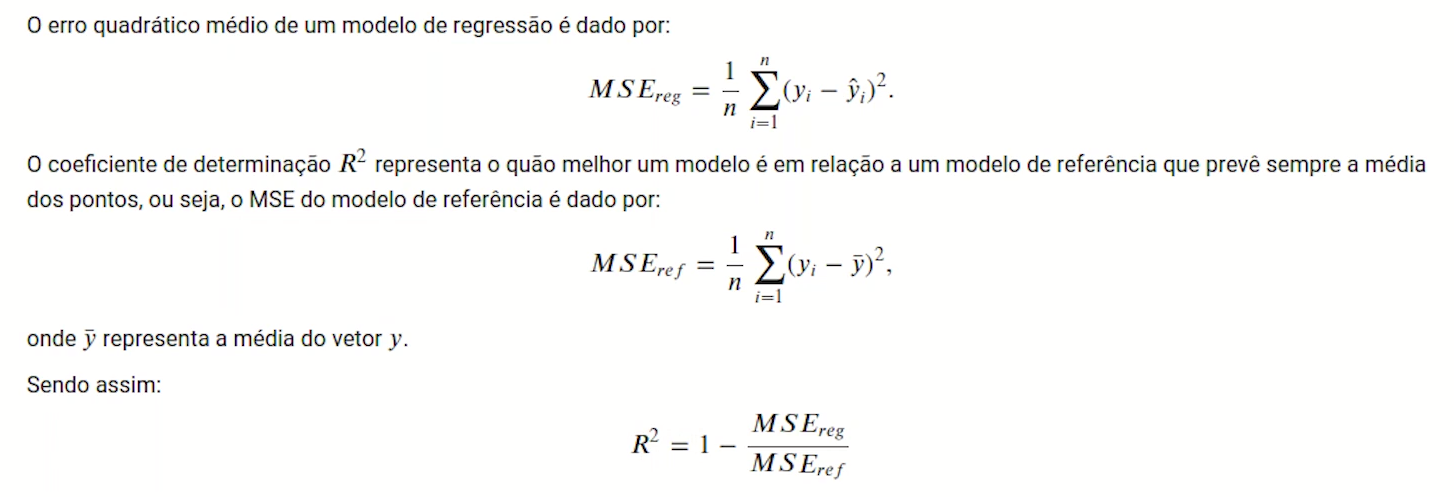 O erro quadrático médio de um modelo de regressão é dado por:
$MSE_{reg} = \frac{1}{n} \sum_{i=1}^{n} (y_i - \hat{y}_i)^2.$
O coeficiente de determinação $R^2$ representa o quão melhor um modelo é em relação a um modelo de referência que prevê sempre a média
dos pontos, ou seja, o MSE do modelo de referência é dado por:
$MSE_{ref} = \frac{1}{n} \sum_{i=1}^{n} (y_i - \bar{y})^2,$
onde $\bar{y}$ representa a média do vetor $y$.
Sendo assim:
$R^2 = 1 - \frac{MSE_{reg}}{MSE_{ref}}$